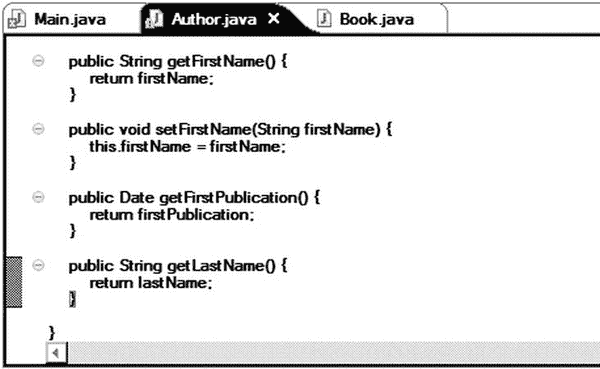 Main.java Author.java Book.java
public String getFirstName() {
return firstName;
}
public void setFirstName(String firstName) {
this.firstName = firstName;
}
public Date getFirstPublication() {
return firstPublication;
}
public String getLastName() {
return lastName;
}
}